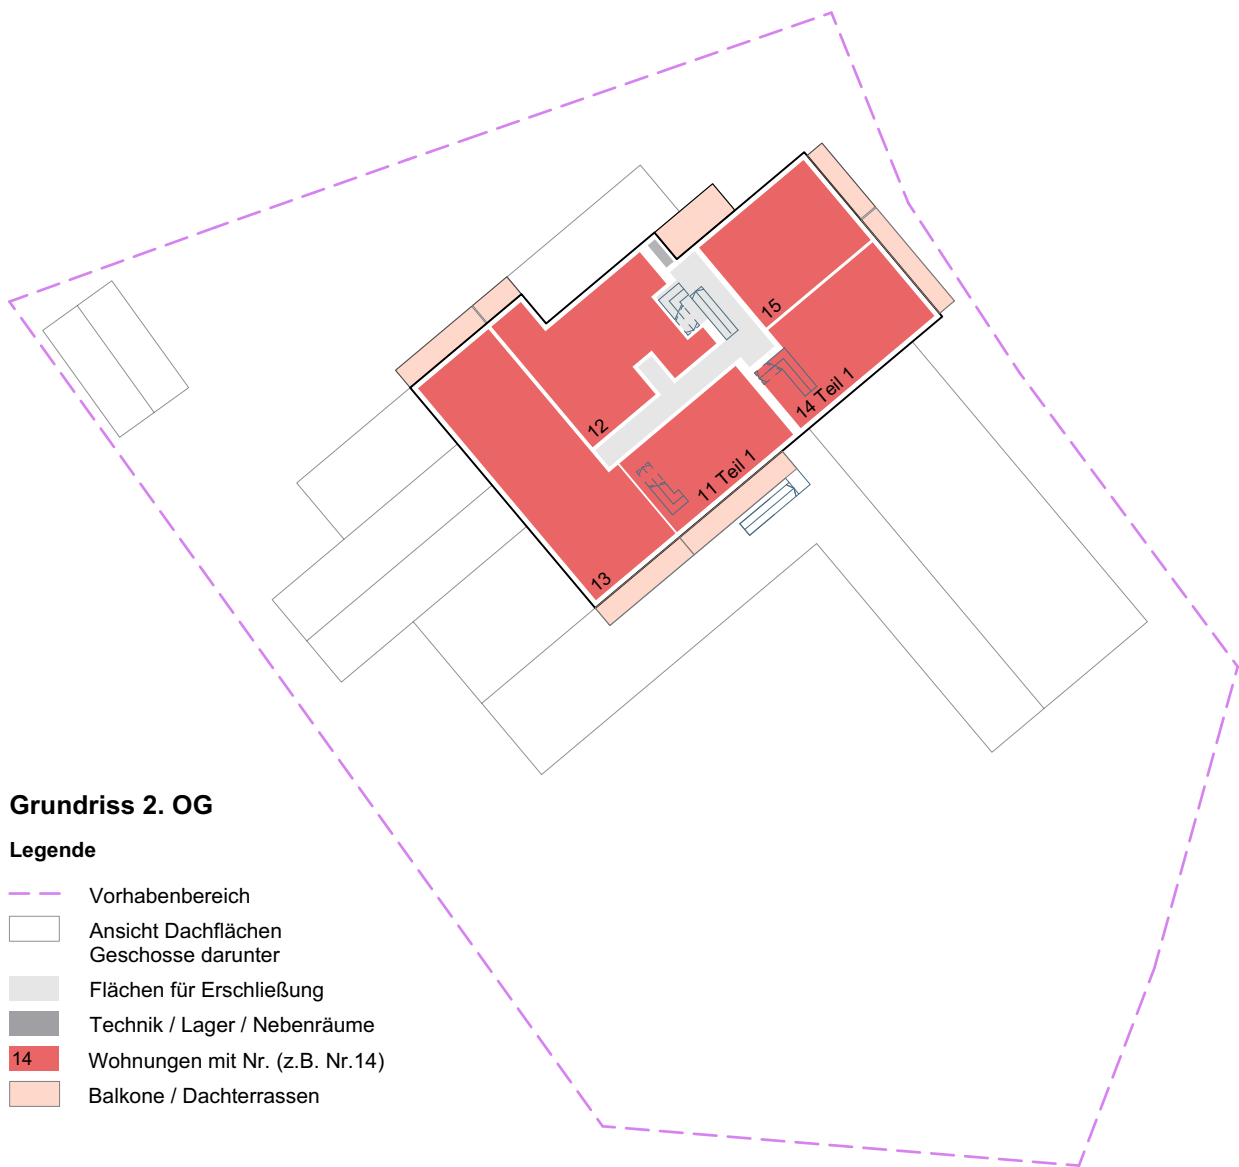 15
14 Teil 1
12
11 Teil 1
13
Grundriss 2. OG
Legende
Vorhabenbereich
Ansicht Dachflächen
Geschosse darunter
Flächen für Erschließung
Technik / Lager / Nebenräume
14 Wohnungen mit Nr. (z.B. Nr.14)
Balkone / Dachterrassen